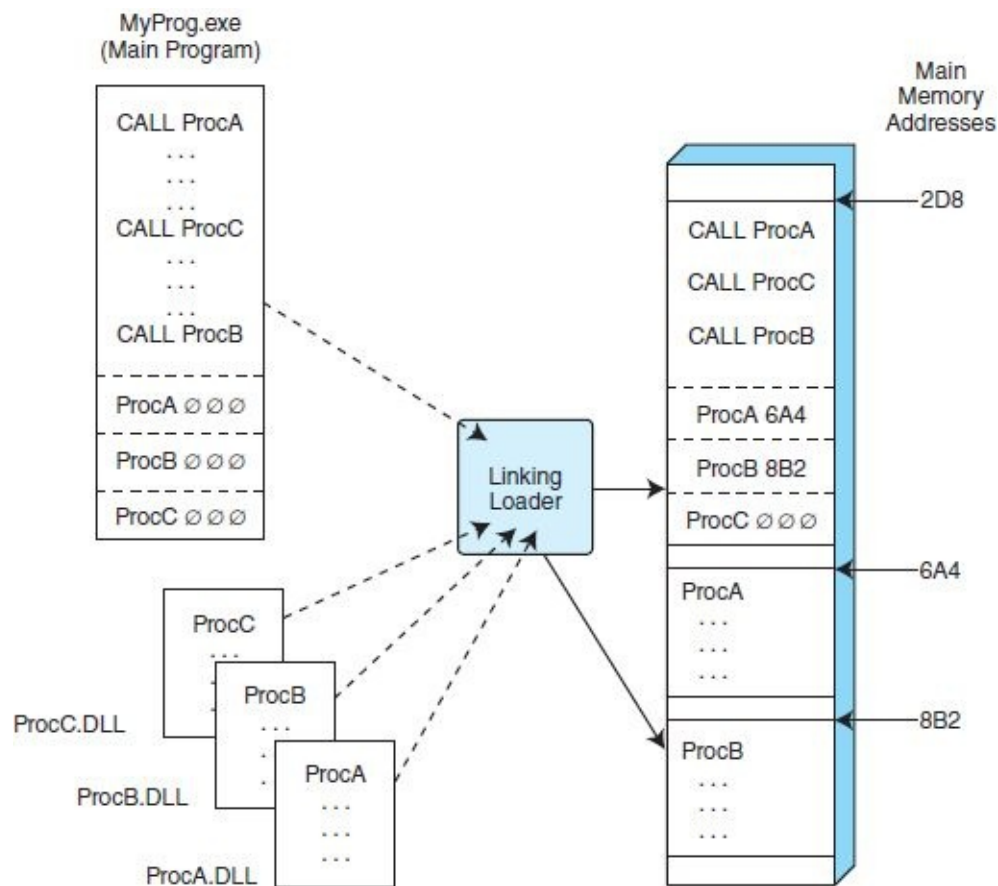 MyProg.exe
(Main Program)
CALL ProcA
. . .
. . .
. . .
CALL ProcC
. . .
. . .
. . .
CALL ProcB
ProcA ∅ ∅ ∅
ProcB ∅ ∅ ∅
ProcC ∅ ∅ ∅
ProcC
. . .
.
.
ProcC.DLL
ProcB
. . .
.
.
ProcB.DLL
ProcA
. . .
. . .
. . .
ProcA.DLL
Linking
Loader
Main
Memory
Addresses
2D8
CALL ProcA
CALL ProcC
CALL ProcB
ProcA 6A4
ProcB 8B2
ProcC ∅ ∅ ∅
6A4
ProcA
. . .
. . .
. . .
8B2
ProcB
. . .
. . .
. . .